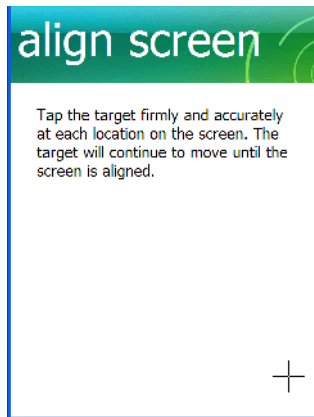 align screen
Tap the target firmly and accurately
at each location on the screen. The
target will continue to move until the
screen is aligned.